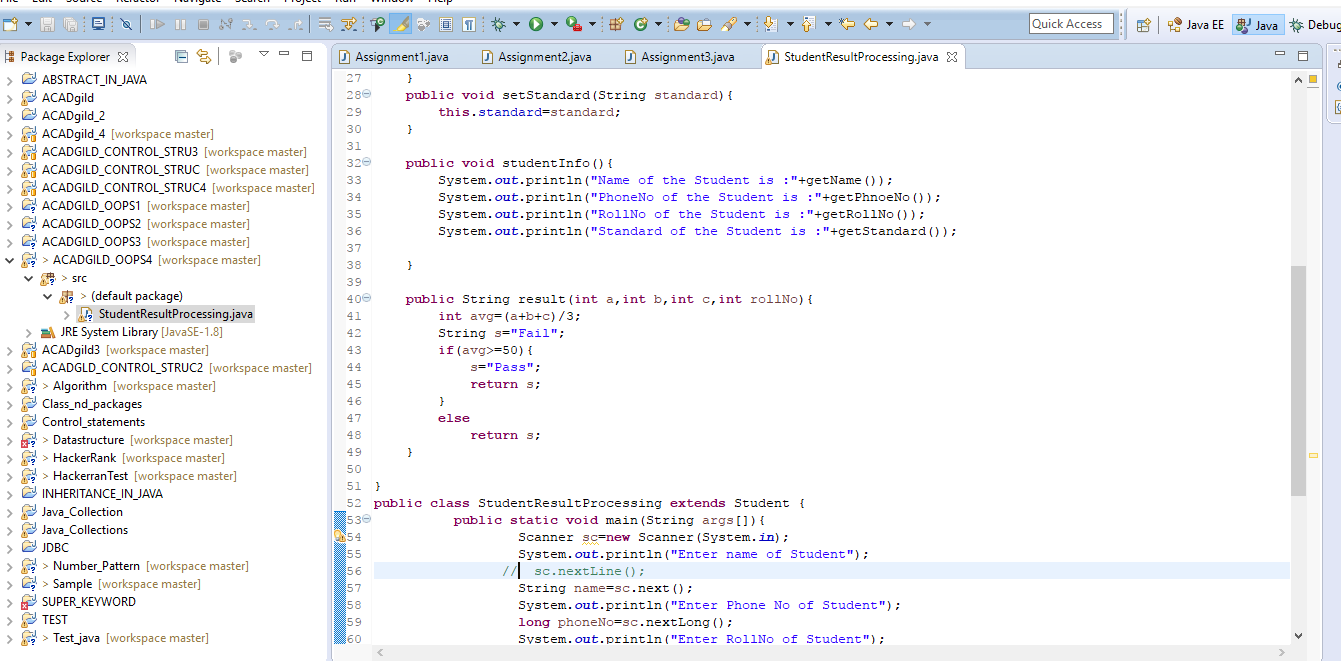 File Edit Source Refactor Navigate Search Project Run Window Help
Quick Access
Java EE
Java
Debug
Package Explorer
Assignment1.java
Assignment2.java
Assignment3.java
StudentResultProcessing.java
ABSTRACT_IN_JAVA
ACADgild
ACADgild_2
ACADgild_4 [workspace master]
ACADGILD_CONTROL_STRU3 [workspace master]
ACADGILD_CONTROL_STRUC [workspace master]
ACADGILD_CONTROL_STRUC4 [workspace master]
ACADGILD_OOPS1 [workspace master]
ACADGILD_OOPS2 [workspace master]
ACADGILD_OOPS3 [workspace master]
> ACADGILD_OOPS4 [workspace master]
> src
> (default package)
StudentResultProcessing.java
JRE System Library [JavaSE-1.8]
ACADgild3 [workspace master]
ACADGLD_CONTROL_STRUC2 [workspace master]
> Algorithm [workspace master]
Class_nd_packages
Control_statements
> Datastructure [workspace master]
> HackerRank [workspace master]
> HackerranTest [workspace master]
INHERITANCE_IN_JAVA
Java_Collection
Java_Collections
JDBC
> Number_Pattern [workspace master]
> Sample [workspace master]
SUPER_KEYWORD
TEST
> Test_java [workspace master]
27 }
28 public void setStandard(String standard){
29 this.standard=standard;
30 }
31
32 public void studentInfo(){
33 System.out.println("Name of the Student is :"+getName());
34 System.out.println("PhoneNo of the Student is :"+getPhnoeNo());
35 System.out.println("RollNo of the Student is :"+getRollNo());
36 System.out.println("Standard of the Student is :"+getStandard());
37
38 }
39
40 public String result(int a,int b,int c,int rollNo){
41 int avg=(a+b+c)/3;
42 String s="Fail";
43 if(avg>=50){
44 s="Pass";
45 return s;
46 }
47 else
48 return s;
49 }
50
51 }
52 public class StudentResultProcessing extends Student {
53 public static void main(String args[]){
54 Scanner sc=new Scanner(System.in);
55 System.out.println("Enter name of Student");
56 // sc.nextLine();
57 String name=sc.next();
58 System.out.println("Enter Phone No of Student");
59 long phoneNo=sc.nextLong();
60 System.out.println("Enter RollNo of Student");